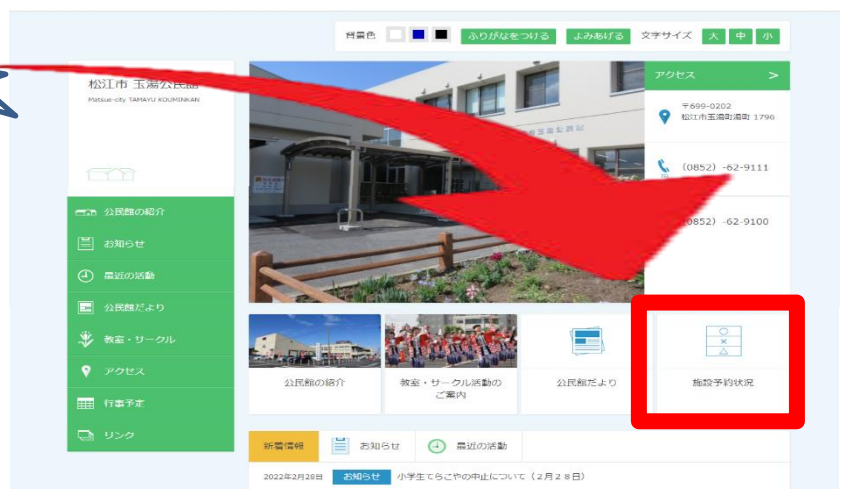 背景色
ふりがなをつける
よみあげる
文字サイズ
大
中
小
松江市 玉湯公民館
Matsue-city TAMAYU KOUMINKAN
公民館の紹介
お知らせ
最近の活動
公民館だより
教室・サークル
アクセス
行事予定
リンク
アクセス >
〒699-0202
松江市玉湯町湯町 1796
(0852) -62-9111
(0852) -62-9100
公民館の紹介
教室・サークル活動の
ご案内
公民館だより
施設予約状況
新着情報
お知らせ
最近の活動
2022年2月28日 お知らせ 小学生てらこやの中止について(2月28日)